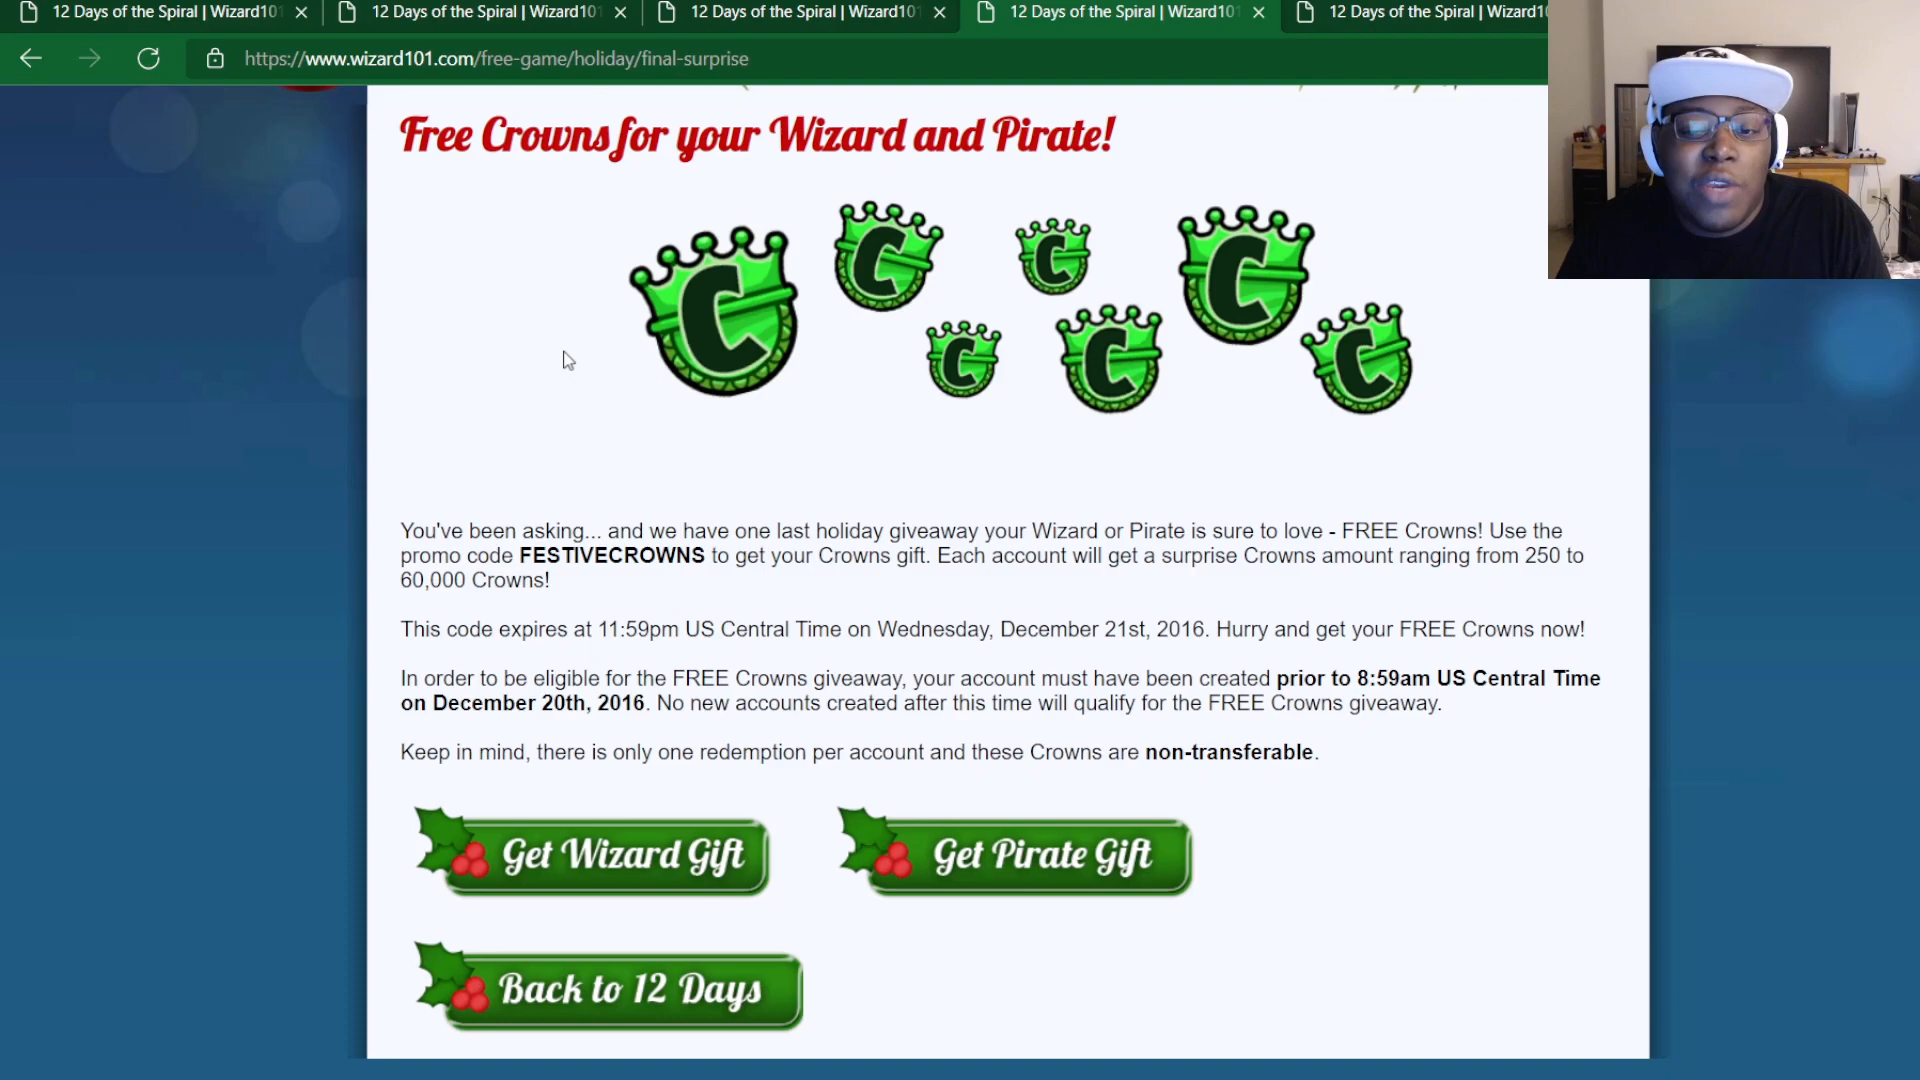 12 Days of the Spiral | Wizard101 12 Days of the Spiral | Wizard101 12 Days of the Spiral | Wizard101 12 Days of the Spiral | Wizard101 12 Days of the Spiral | Wizard10
https://www.wizard101.com/free-game/holiday/final-surprise
Free Crowns for your Wizard and Pirate!
C C C C C C C
You've been asking... and we have one last holiday giveaway your Wizard or Pirate is sure to love - FREE Crowns! Use the
promo code FESTIVECROWNS to get your Crowns gift. Each account will get a surprise Crowns amount ranging from 250 to
60,000 Crowns!
This code expires at 11:59pm US Central Time on Wednesday, December 21st, 2016. Hurry and get your FREE Crowns now!
In order to be eligible for the FREE Crowns giveaway, your account must have been created prior to 8:59am US Central Time
on December 20th, 2016. No new accounts created after this time will qualify for the FREE Crowns giveaway.
Keep in mind, there is only one redemption per account and these Crowns are non-transferable.
Get Wizard Gift Get Pirate Gift
Back to 12 Days